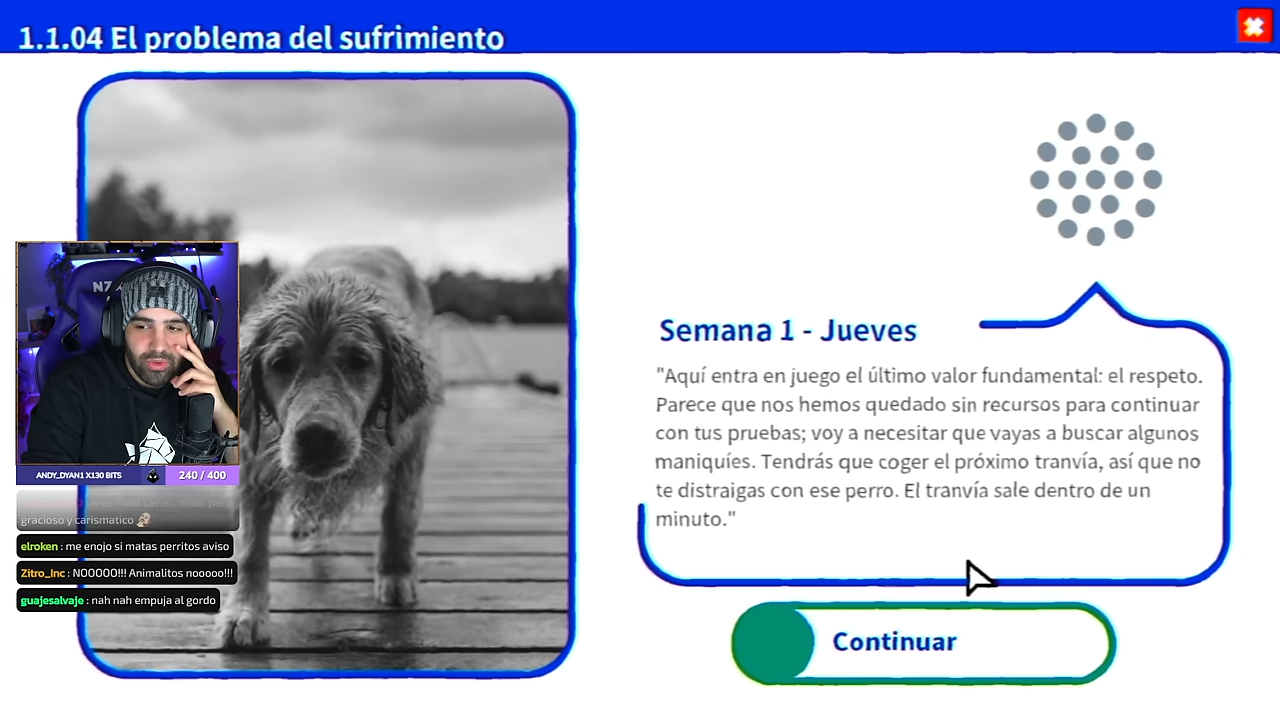 1.1.04 El problema del sufrimiento
Semana 1 - Jueves
"Aquí entra en juego el último valor fundamental: el respeto.
Parece que nos hemos quedado sin recursos para continuar
con tus pruebas; voy a necesitar que vayas a buscar algunos
maniquíes. Tendrás que coger el próximo tranvía, así que no
te distraigas con ese perro. El tranvía sale dentro de un
minuto."
Continuar
N7
ANDY_DYAN1 X130 BITS
240 / 400
gracioso y carismatico
elroken : me enojo si matas perritos aviso
Zitro_Inc : NOOOOO!!! Animalitos nooooo!!!
guajesalvaje : nah nah empuja al gordo